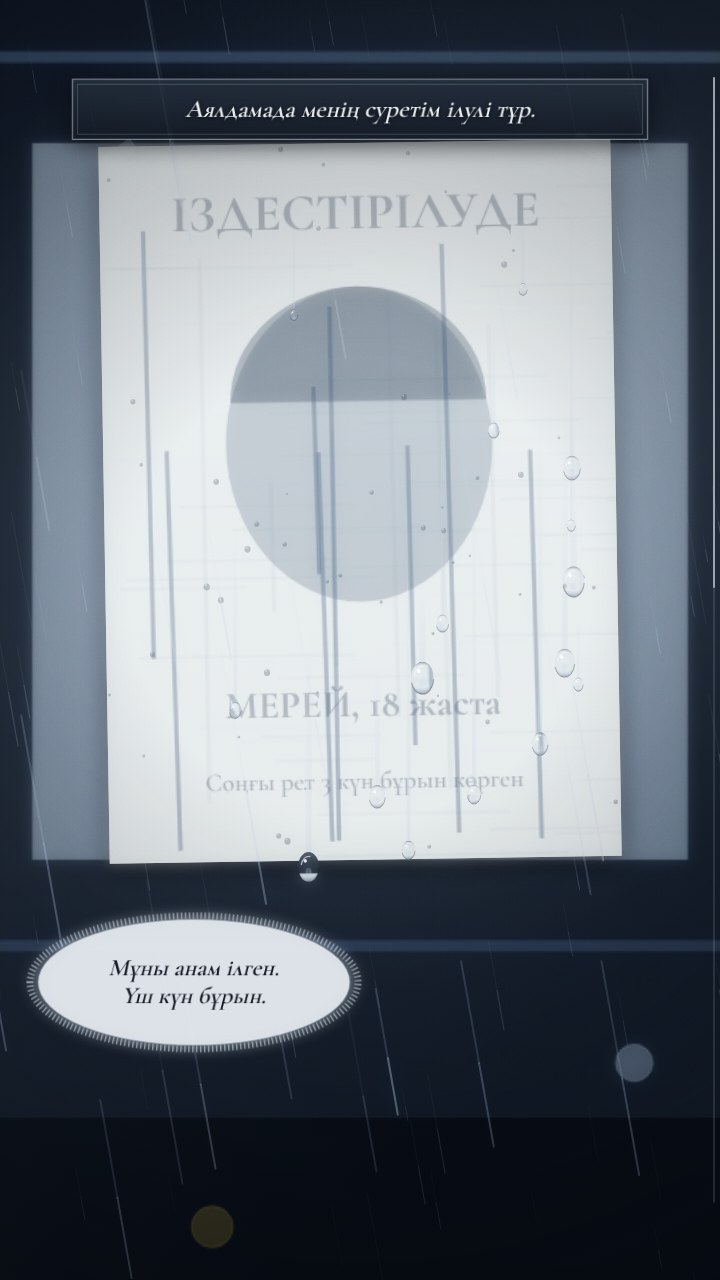 Аялдамада менің суретім ілулі тұр.
ІЗДЕСТІРІЛУДЕ
МЕРЕЙ, 18 жаста
Соңғы рет 3 күн бұрын көрген
Мұны анам ілген.
Үш күн бұрын.